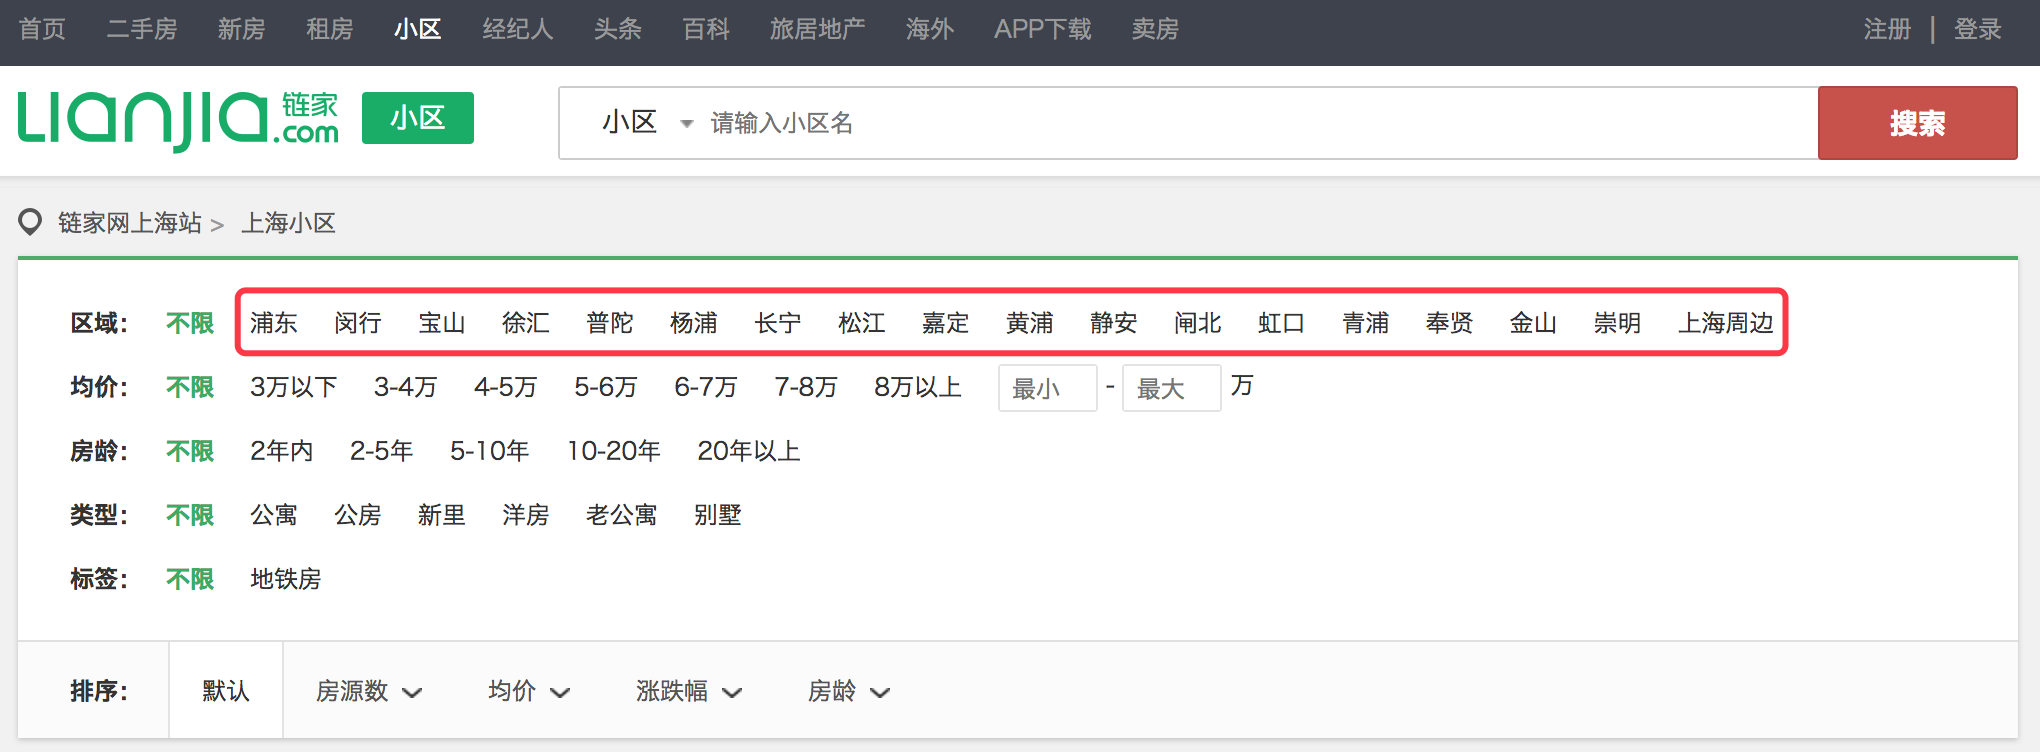 首页 二手房 新房 租房 小区 经纪人 头条 百科 旅居地产 海外 APP下载 卖房 注册 | 登录
Lianjia 链家 .com 小区 小区 请输入小区名 搜索
链家网上海站 > 上海小区
区域： 不限 浦东 闵行 宝山 徐汇 普陀 杨浦 长宁 松江 嘉定 黄浦 静安 闸北 虹口 青浦 奉贤 金山 崇明 上海周边
均价： 不限 3万以下 3-4万 4-5万 5-6万 6-7万 7-8万 8万以上 最小 - 最大 万
房龄： 不限 2年内 2-5年 5-10年 10-20年 20年以上
类型： 不限 公寓 公房 新里 洋房 老公寓 别墅
标签： 不限 地铁房
排序： 默认 房源数 均价 涨跌幅 房龄